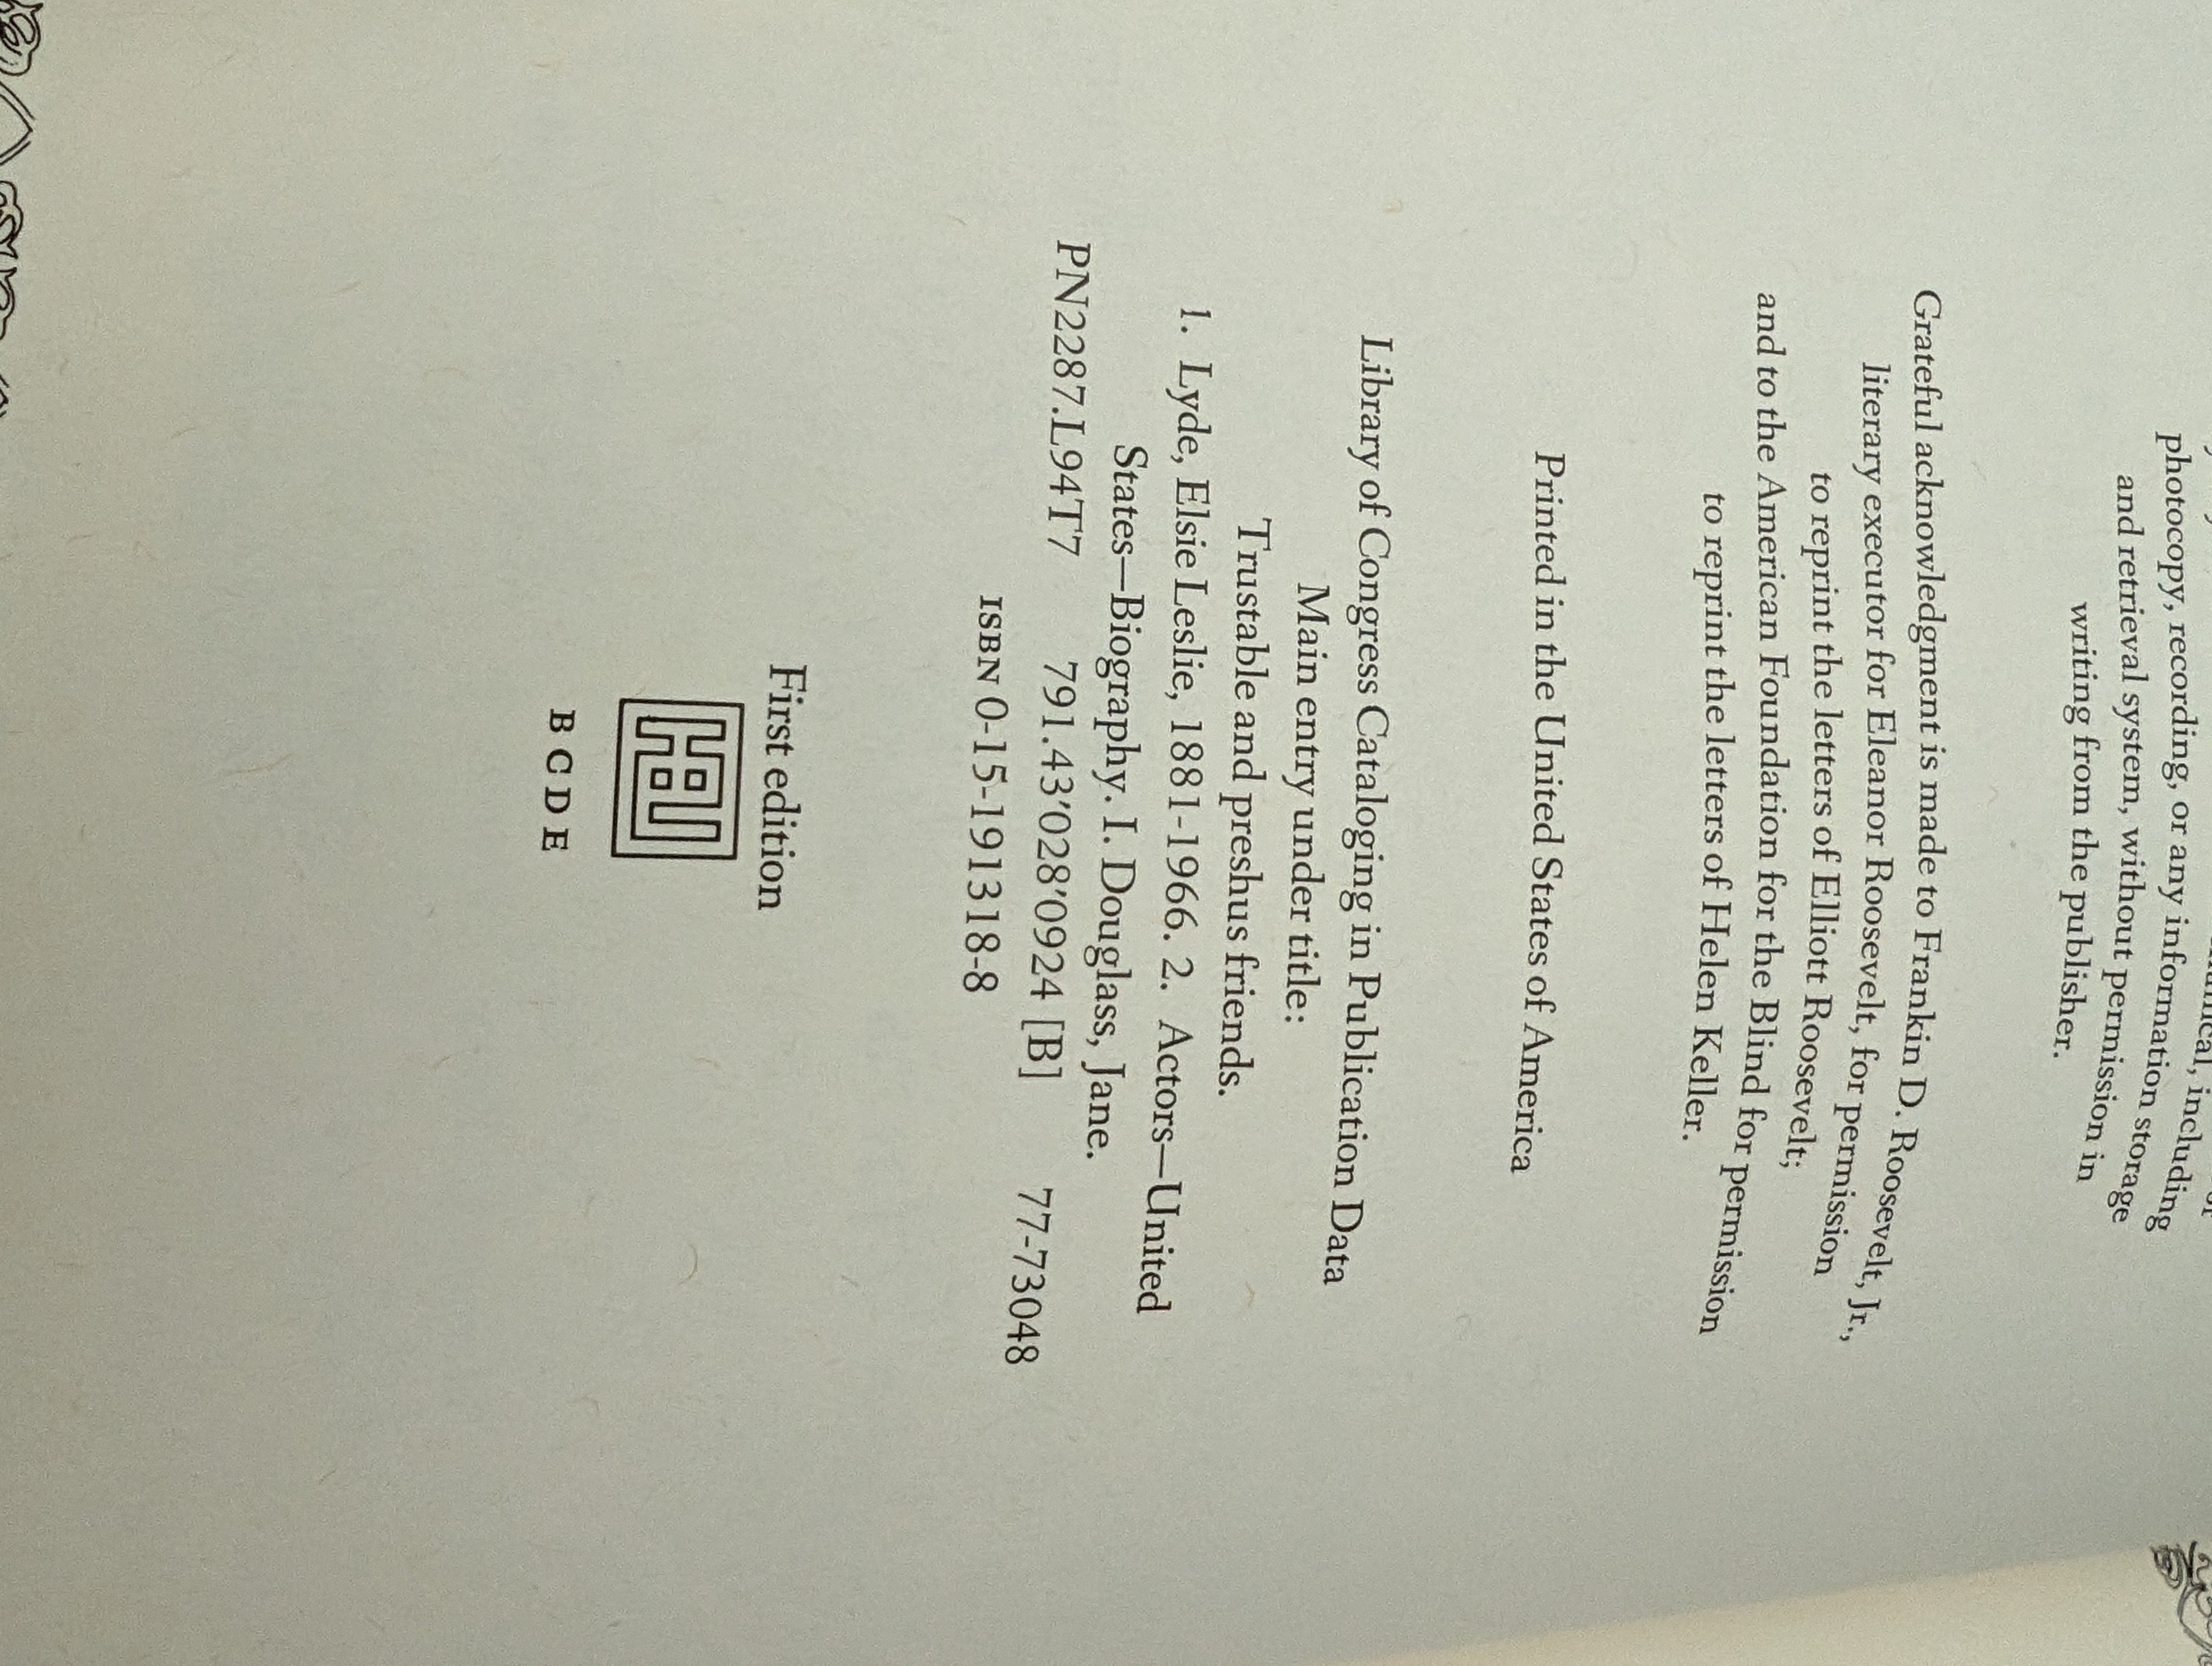 photocopy, recording, or any information storage
and retrieval system, without permission in
writing from the publisher.
Grateful acknowledgment is made to Frankin D. Roosevelt, Jr.,
literary executor for Eleanor Roosevelt, for permission
to reprint the letters of Elliott Roosevelt;
and to the American Foundation for the Blind for permission
to reprint the letters of Helen Keller.
Printed in the United States of America
Library of Congress Cataloging in Publication Data
Main entry under title:
Trustable and preshus friends.
1. Lyde, Elsie Leslie, 1881-1966. 2. Actors—United
States—Biography. I. Douglass, Jane.
PN2287.L94T7 791.43'028'0924 [B] 77-73048
ISBN 0-15-191318-8
First edition
B C D E